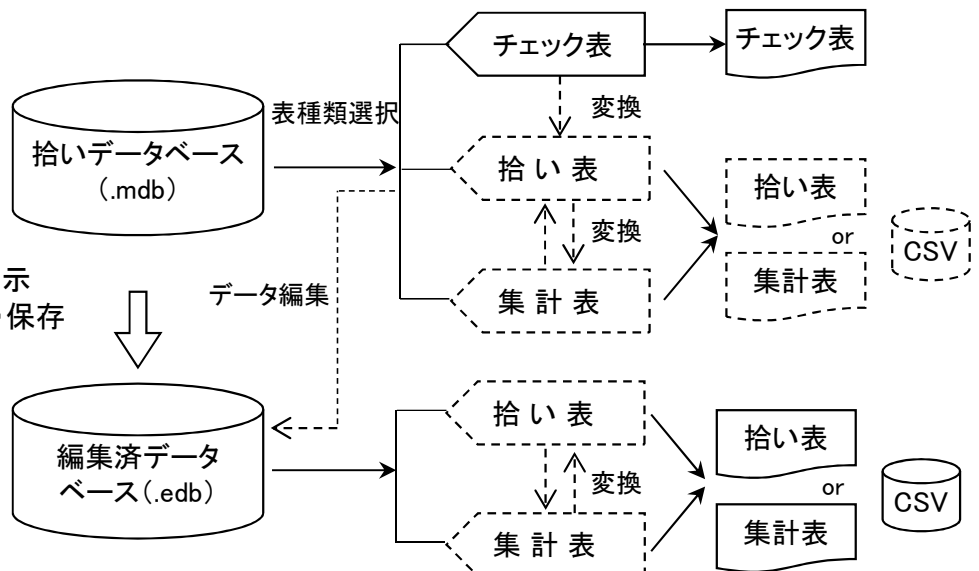 チェック表
チェック表
変換
表種類選択
拾いデータベース
(.mdb)
拾 い 表
拾い表
変換
or
CSV
集 計 表
集計表
示
保存
データ編集
編集済データ
ベース(.edb)
拾 い 表
拾い表
変換
or
CSV
集 計 表
集計表